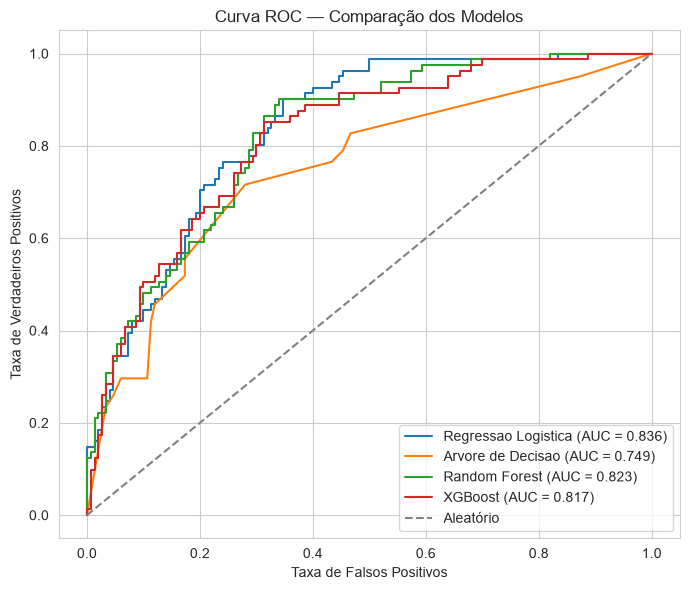 Curva ROC — Comparação dos Modelos
Taxa de Verdadeiros Positivos
1.0
0.8
0.6
0.4
0.2
0.0
0.0 0.2 0.4 0.6 0.8 1.0
Taxa de Falsos Positivos
Regressao Logistica (AUC = 0.836)
Arvore de Decisao (AUC = 0.749)
Random Forest (AUC = 0.823)
XGBoost (AUC = 0.817)
Aleatório